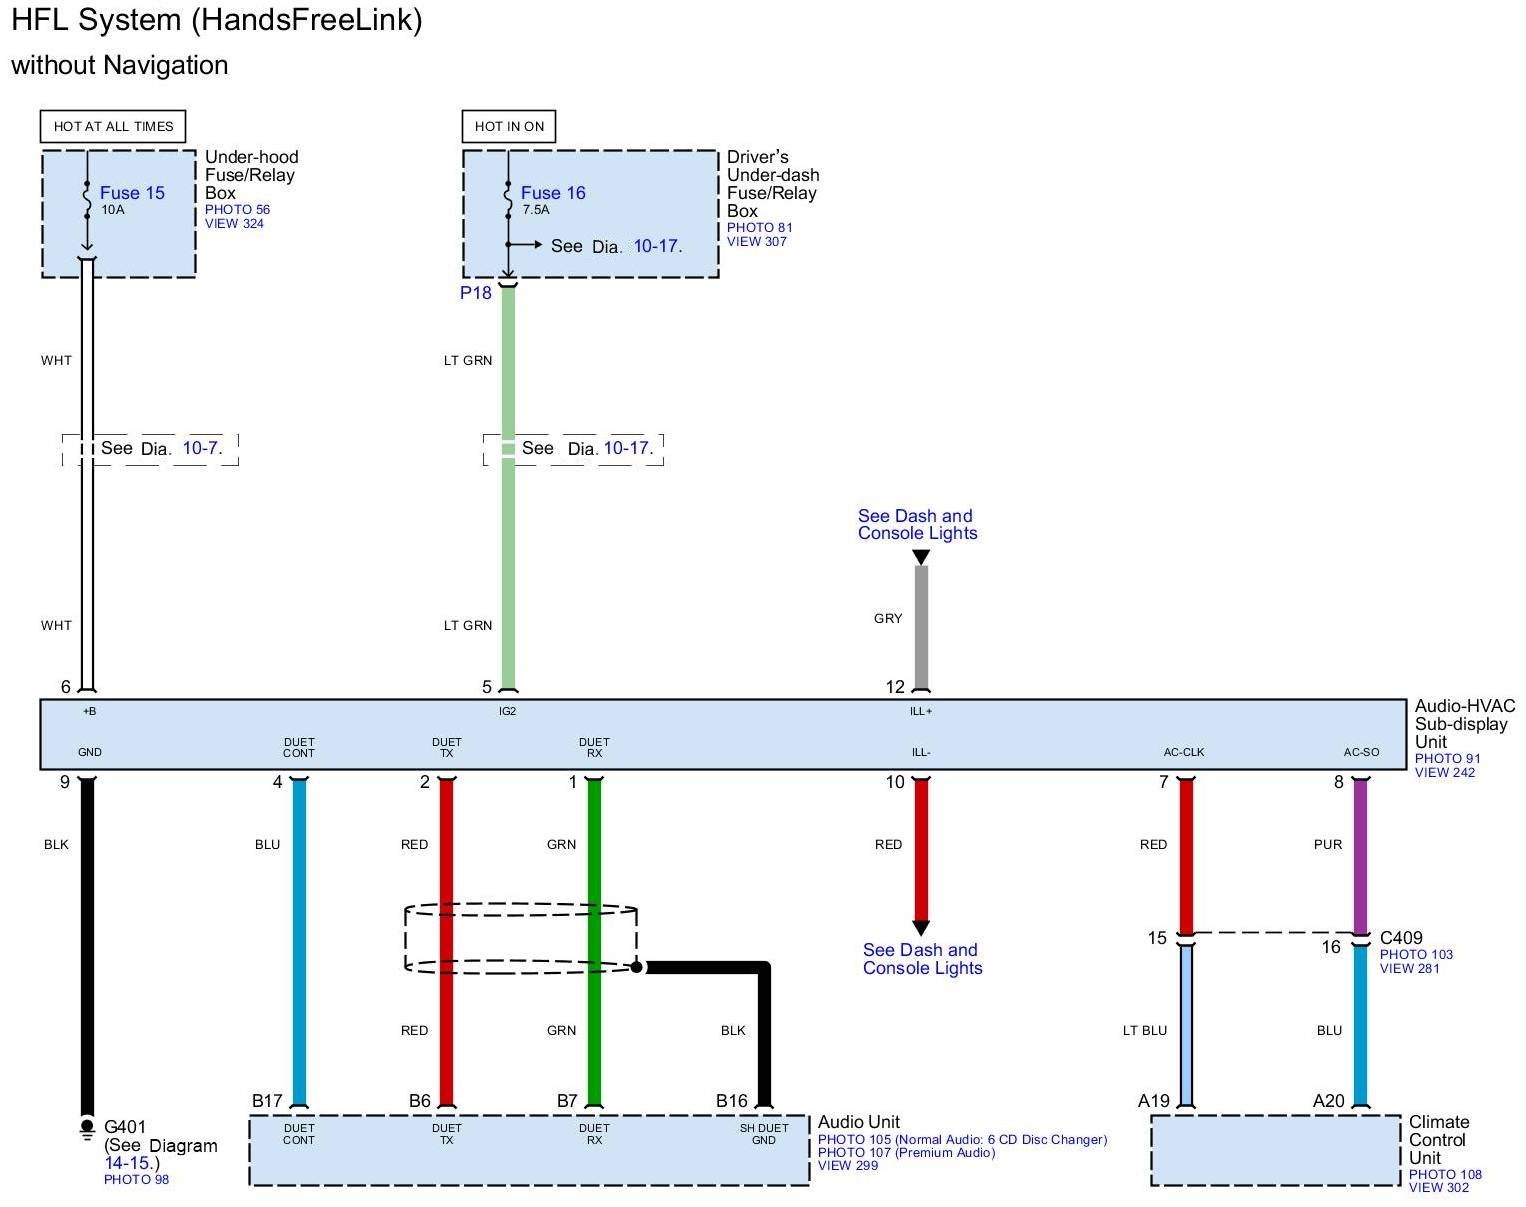 HFL System (HandsFreeLink)
without Navigation
HOT AT ALL TIMES
HOT IN ON
Fuse 15
10A
Under-hood
Fuse/Relay
Box
PHOTO 56
VIEW 324
Fuse 16
7.5A
See Dia. 10-17.
Driver's
Under-dash
Fuse/Relay
Box
PHOTO 81
VIEW 307
P18
WHT
LT GRN
See Dia. 10-7.
See Dia. 10-17.
See Dash and
Console Lights
WHT
LT GRN
GRY
6
5
12
+B
IG2
ILL+
GND
DUET
CONT
DUET
TX
DUET
RX
ILL-
AC-CLK
AC-SO
Audio-HVAC
Sub-display
Unit
PHOTO 91
VIEW 242
9
4
2
1
10
7
8
BLK
BLU
RED
GRN
RED
RED
PUR
15
16
C409
PHOTO 103
VIEW 281
See Dash and
Console Lights
RED
GRN
BLK
LT BLU
BLU
B17
B6
B7
B16
A19
A20
G401
(See Diagram
14-15.)
PHOTO 98
DUET
CONT
DUET
TX
DUET
RX
SH DUET
GND
Audio Unit
PHOTO 105 (Normal Audio: 6 CD Disc Changer)
PHOTO 107 (Premium Audio)
VIEW 299
Climate
Control
Unit
PHOTO 108
VIEW 302